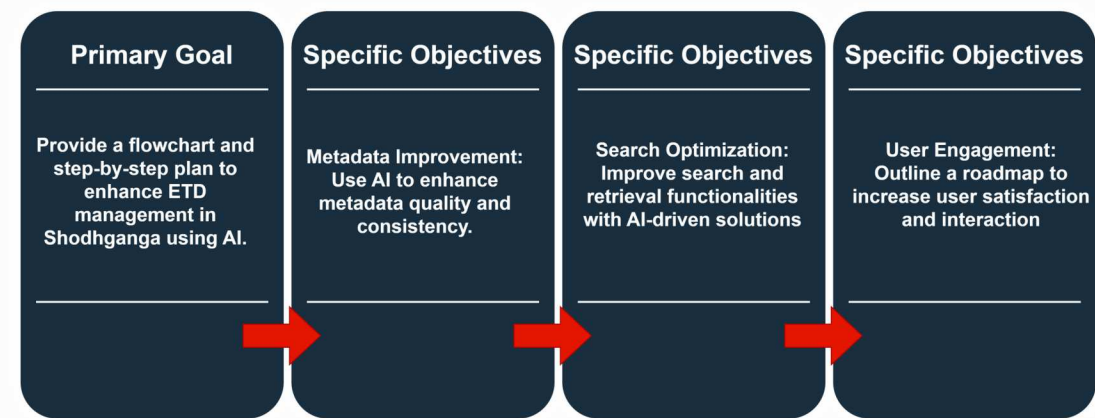 Primary Goal
Provide a flowchart and
step-by-step plan to
enhance ETD
management in
Shodhganga using AI.
Specific Objectives
Metadata Improvement:
Use AI to enhance
metadata quality and
consistency.
Specific Objectives
Search Optimization:
Improve search and
retrieval functionalities
with AI-driven solutions
Specific Objectives
User Engagement:
Outline a roadmap to
increase user satisfaction
and interaction